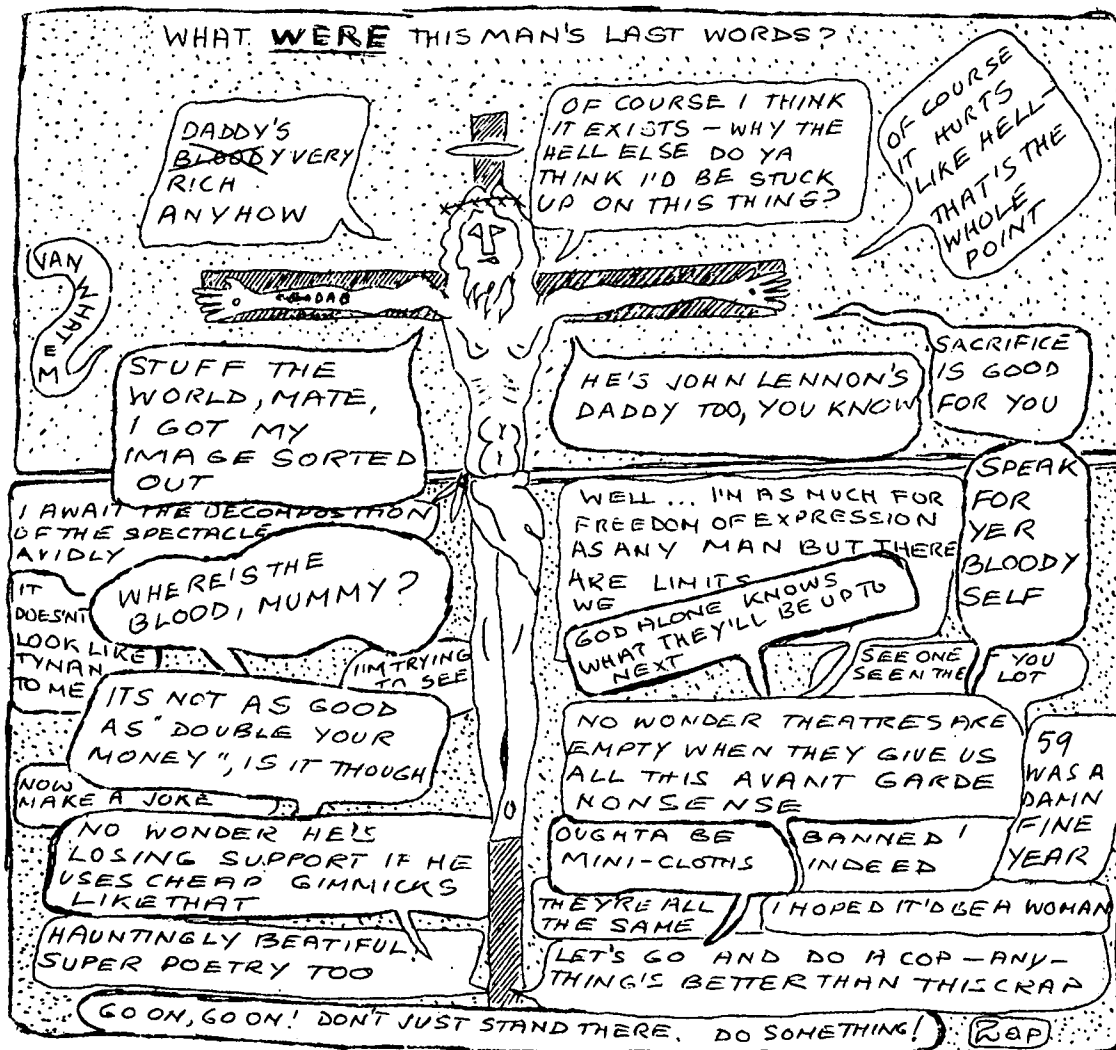 WHAT WERE THIS MAN'S LAST WORDS?
DADDY'S
BLOODY VERY
RICH
ANYHOW
OF COURSE I THINK
IT EXISTS – WHY THE
HELL ELSE DO YA
THINK I'D BE STUCK
UP ON THIS THING?
OF COURSE
IT HURTS
LIKE HELL –
THAT'S THE
WHOLE
POINT
VAN
WHAT
ME
DAB
STUFF THE
WORLD, MATE,
I GOT MY
IMAGE SORTED
OUT
HE'S JOHN LENNON'S
DADDY TOO, YOU KNOW
SACRIFICE
IS GOOD
FOR YOU
SPEAK
FOR
YER
BLOODY
SELF
I AWAIT THE DECOMPOSTAION
OF THE SPECTACLE
AVIDLY
WHERE'S THE
BLOOD, MUMMY?
IT
DOES'NT
LOOK LIKE
TYNAN
TO ME
I'M TRYING
TO SEE
WELL ... I'M AS MUCH FOR
FREEDOM OF EXPRESSION
AS ANY MAN BUT THERE
ARE LIMITS
WE
GOD ALONE KNOWS
WHAT THEY'LL BE UP TO
NEXT
SEE ONE
SEEN THE
F YOU
LOT
ITS NOT AS GOOD
AS "DOUBLE YOUR
MONEY", IS IT THOUGH
NO WONDER THEATRES ARE
EMPTY WHEN THEY GIVE US
ALL THIS AVANT GARDE
NONSENSE
59
WAS A
DAMN
FINE
YEAR
NOW
MAKE A JOKE
NO WONDER HE'S
LOSING SUPPORT IF HE
USES CHEAP GIMMICKS
LIKE THAT
OUGHTA BE
MINI-CLOTHS
BANNED!
INDEED
THEY'RE ALL
THE SAME
I HOPED IT'D BE A WOMAN
HAUNTINGLY BEATIFUL!
SUPER POETRY TOO
LET'S GO AND DO A COP – ANY–
THING'S BETTER THAN THIS CRAP
GO ON, GO ON! DON'T JUST STAND THERE. DO SOMETHING!
Zap